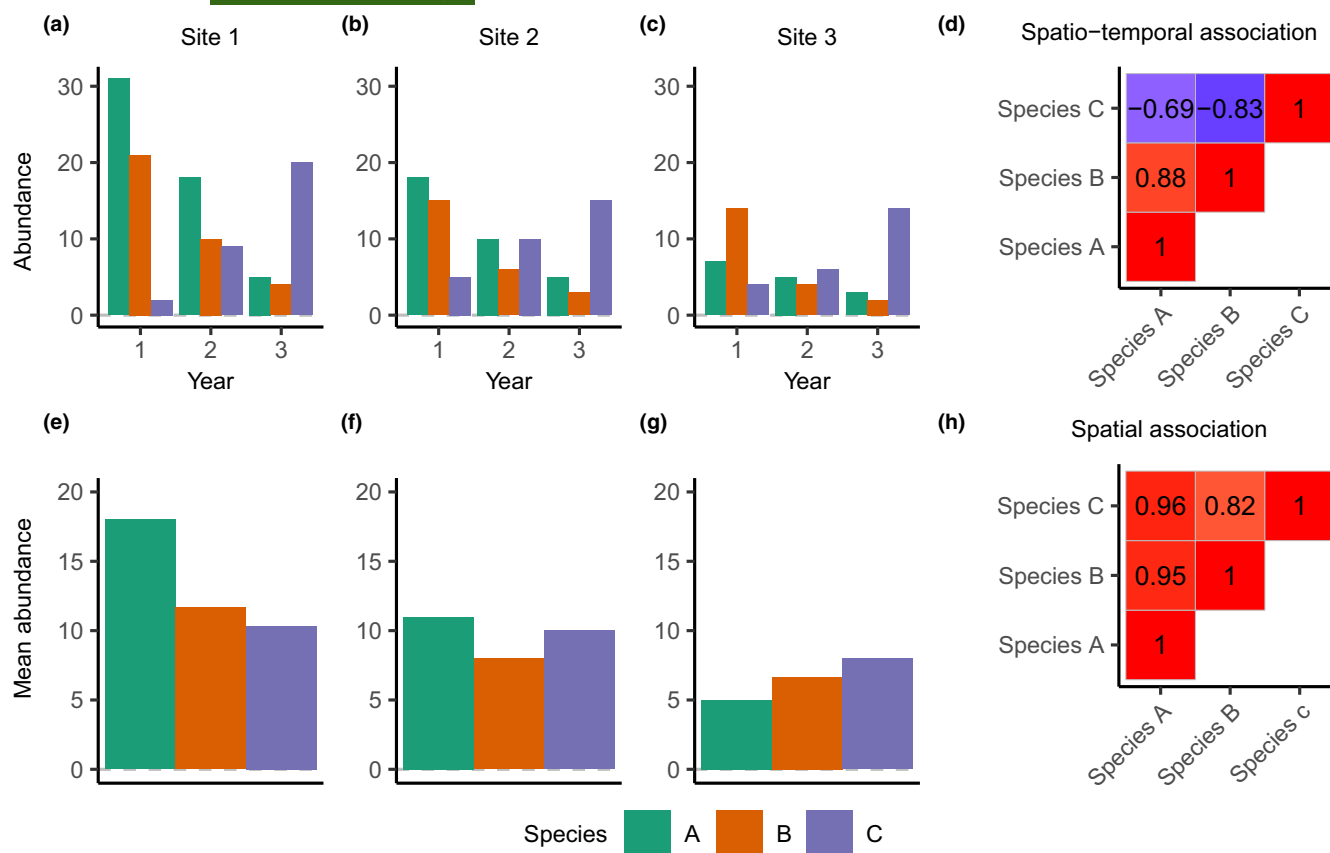 (a) Site 1 (b) Site 2 (c) Site 3 (d) Spatio−temporal association
Abundance
30
20
10
0
1 2 3
Year
30
20
10
0
1 2 3
Year
30
20
10
0
1 2 3
Year
Species C −0.69 −0.83 1
Species B 0.88 1
Species A 1
Species A Species B Species C
(e) (f) (g) (h) Spatial association
Mean abundance
20
15
10
5
0
20
15
10
5
0
20
15
10
5
0
Species C 0.96 0.82 1
Species B 0.95 1
Species A 1
Species A Species B Species c
Species A B C